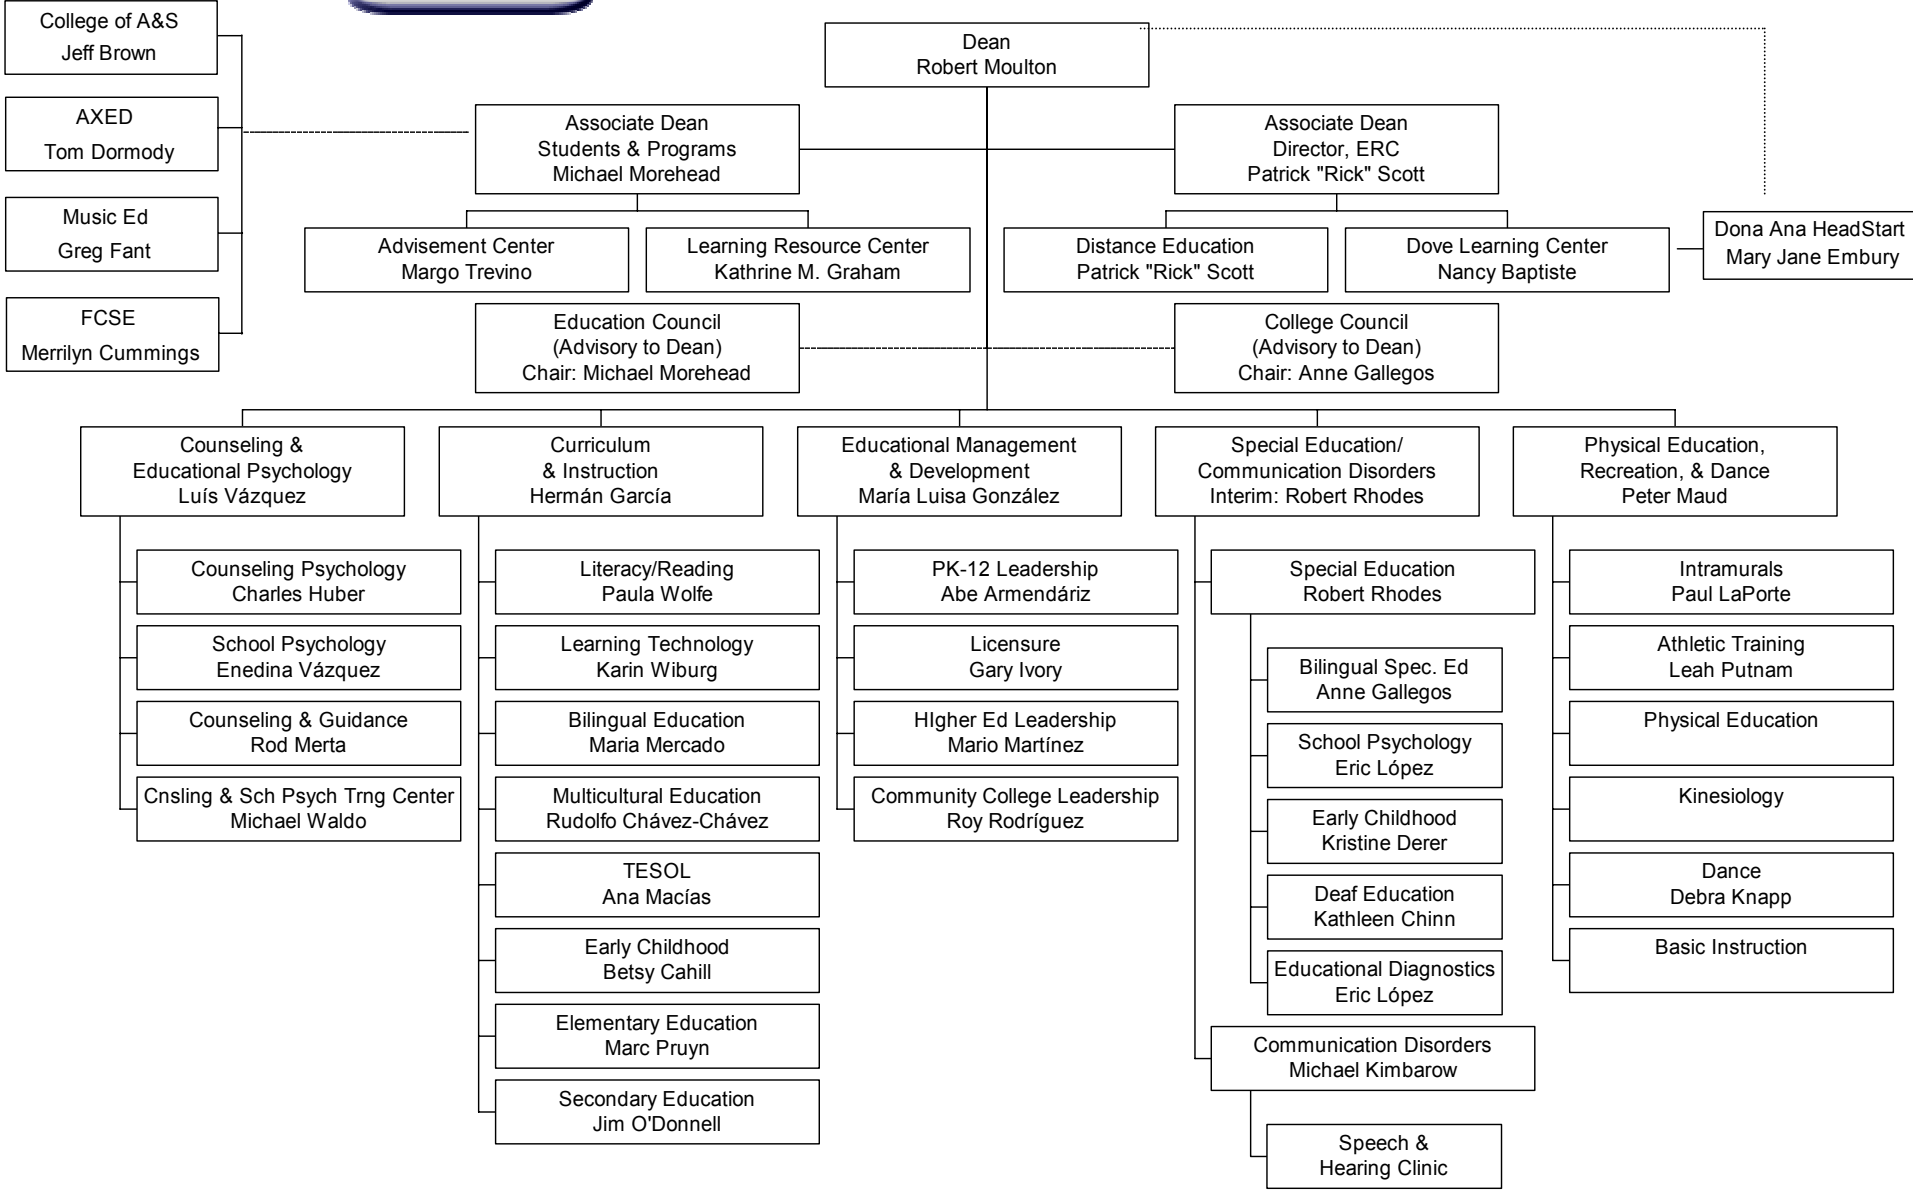 College of A&S
Jeff Brown
AXED
Tom Dormody
Music Ed
Greg Fant
FCSE
Merrilyn Cummings
Dean
Robert Moulton
Associate Dean
Students & Programs
Michael Morehead
Associate Dean
Director, ERC
Patrick "Rick" Scott
Advisement Center
Margo Trevino
Learning Resource Center
Kathrine M. Graham
Distance Education
Patrick "Rick" Scott
Dove Learning Center
Nancy Baptiste
Dona Ana HeadStart
Mary Jane Embury
Education Council
(Advisory to Dean)
Chair: Michael Morehead
College Council
(Advisory to Dean)
Chair: Anne Gallegos
Counseling &
Educational Psychology
Luís Vázquez
Counseling Psychology
Charles Huber
School Psychology
Enedina Vázquez
Counseling & Guidance
Rod Merta
Cnsling & Sch Psych Trng Center
Michael Waldo
Curriculum
& Instruction
Hermán García
Literacy/Reading
Paula Wolfe
Learning Technology
Karin Wiburg
Bilingual Education
Maria Mercado
Multicultural Education
Rudolfo Chávez-Chávez
TESOL
Ana Macías
Early Childhood
Betsy Cahill
Elementary Education
Marc Pruyn
Secondary Education
Jim O'Donnell
Educational Management
& Development
María Luisa González
PK-12 Leadership
Abe Armendáriz
Licensure
Gary Ivory
HIgher Ed Leadership
Mario Martínez
Community College Leadership
Roy Rodríguez
Special Education/
Communication Disorders
Interim: Robert Rhodes
Special Education
Robert Rhodes
Bilingual Spec. Ed
Anne Gallegos
School Psychology
Eric López
Early Childhood
Kristine Derer
Deaf Education
Kathleen Chinn
Educational Diagnostics
Eric López
Communication Disorders
Michael Kimbarow
Speech &
Hearing Clinic
Physical Education,
Recreation, & Dance
Peter Maud
Intramurals
Paul LaPorte
Athletic Training
Leah Putnam
Physical Education
Kinesiology
Dance
Debra Knapp
Basic Instruction